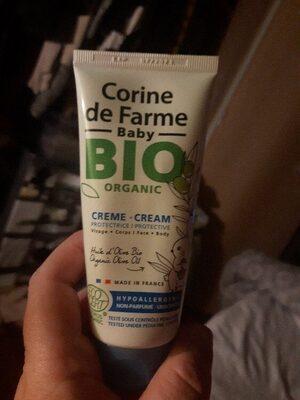 Corine
de Farme
Baby
BIO
ORGANIC
CREME - CREAM
PROTECTRICE / PROTECTIVE
Visage • Corps / Face • Body
Huile d'Olive Bio
Organic Olive Oil
MADE IN FRANCE
HYPOALLERGENIC
NON-PARFUMÉE
TESTÉ SOUS CONTRÔLE
TESTED UNDER